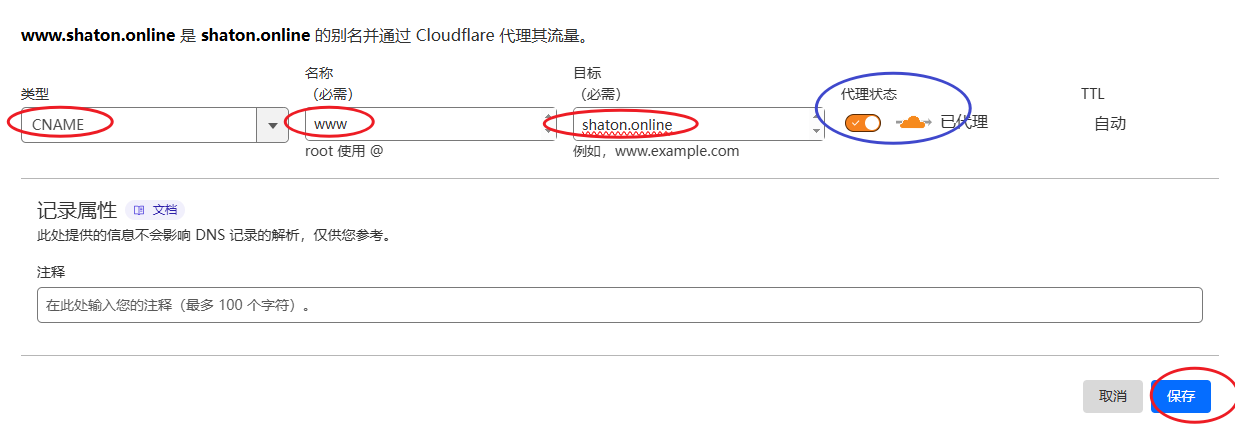 www.shaton.online 是 shaton.online 的别名并通过 Cloudflare 代理其流量。
类型
名称
（必需）
目标
（必需）
代理状态
TTL
CNAME
www
shaton.online
已代理
自动
root 使用 @
例如，www.example.com
记录属性 文档
此处提供的信息不会影响 DNS 记录的解析，仅供您参考。
注释
在此处输入您的注释（最多 100 个字符）。
取消 保存